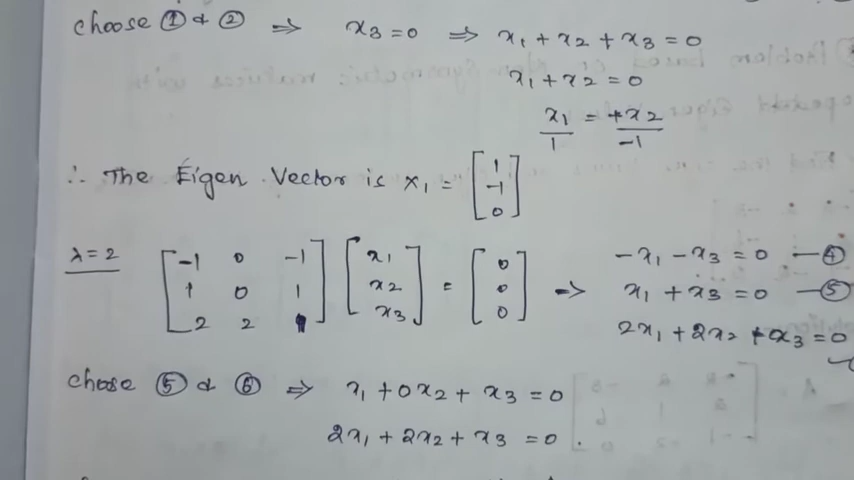 choose ① & ② ⇒ x3 = 0 ⇒ x1 + x2 + x3 = 0
x1 + x2 = 0
x1/1 = +x2/-1
∴ The Eigen Vector is x1 = [1 -1 0]
λ = 2 [-1 0 -1 [x1 = [0 ⇒ -x1 - x3 = 0 —④
1 0 1 x2 0 x1 + x3 = 0 —⑤
2 2 1] x3] 0] 2x1 + 2x2 + x3 = 0
chose ⑤ & ⑥ ⇒ x1 + 0x2 + x3 = 0
2x1 + 2x2 + x3 = 0.